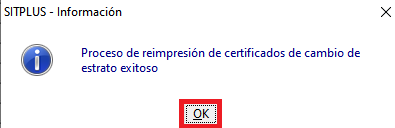 SITPLUS - Información
Proceso de reimpresión de certificados de cambio de
estrato exitoso
OK